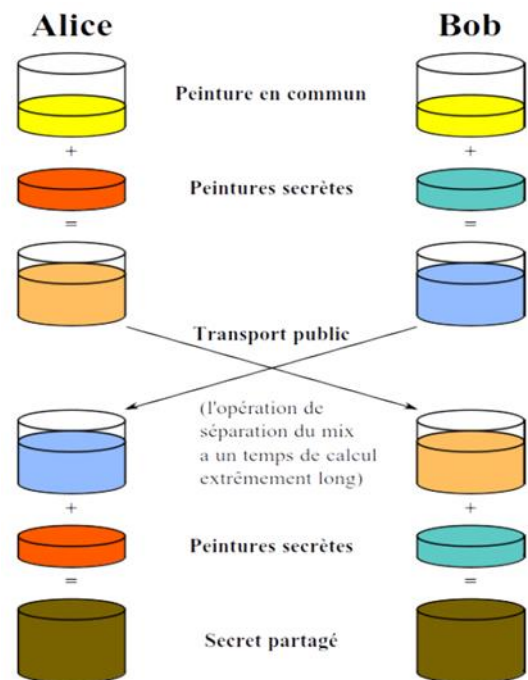 Alice Bob
Peinture en commun
+ +
Peintures secrètes
= =
Transport public
(l'opération de
séparation du mix
a un temps de calcul
extrêmement long)
+ +
Peintures secrètes
= =
Secret partagé